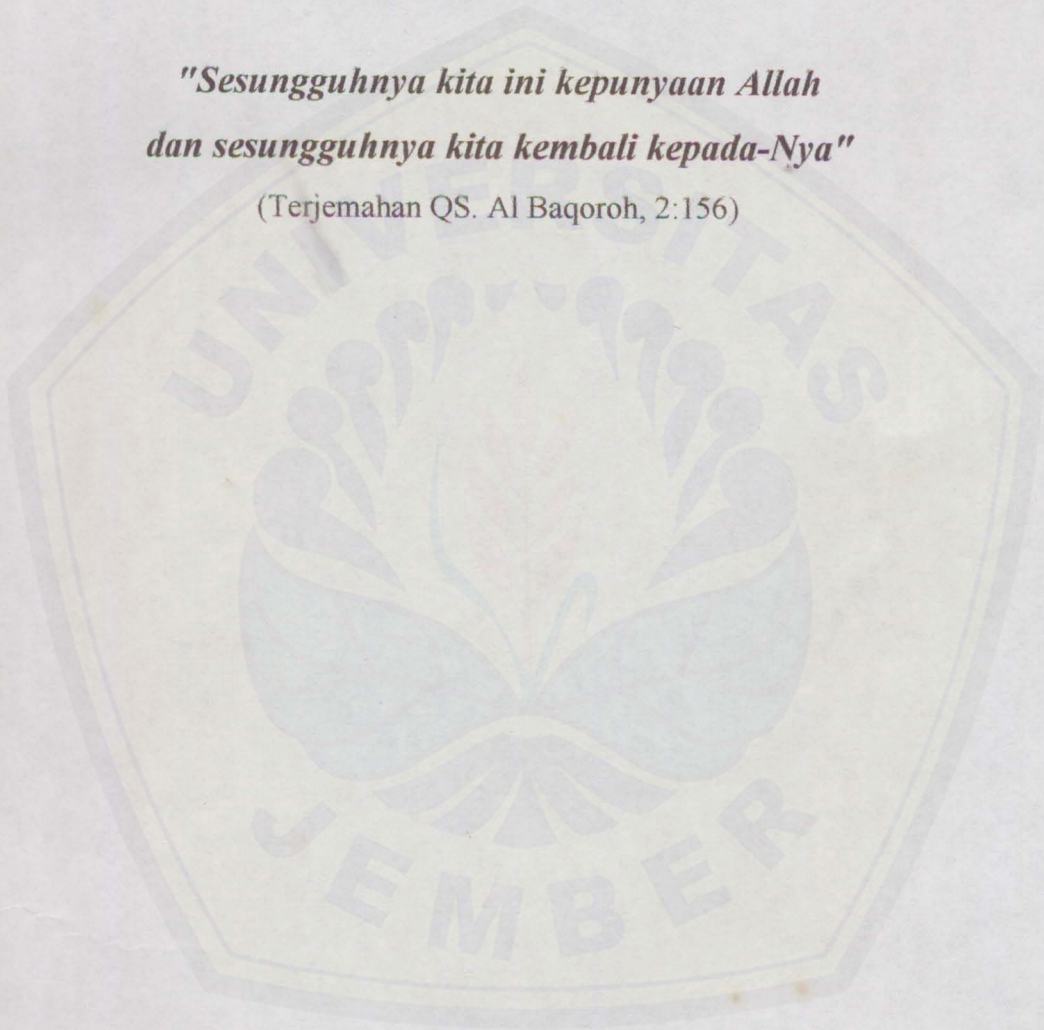 "Sesungguhnya kita ini kepunyaan Allah
dan sesungguhnya kita kembali kepada-Nya"
(Terjemahan QS. Al Baqoroh, 2:156)
UNIVERSITAS
JEMBER